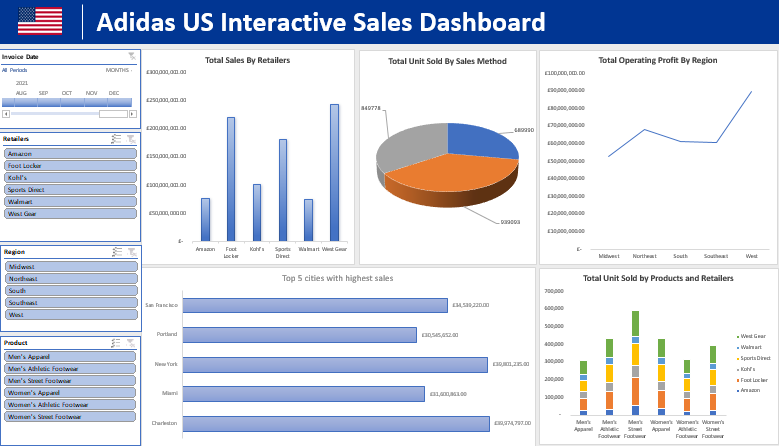 Adidas US Interactive Sales Dashboard
Invoice Date
All Periods
MONTHS
2021
AUG SEP OCT NOV DEC
Retailers
Amazon
Foot Locker
Kohl's
Sports Direct
Walmart
West Gear
Region
Midwest
Northeast
South
Southeast
West
Product
Men's Apparel
Men's Athletic Footwear
Men's Street Footwear
Women's Apparel
Women's Athletic Footwear
Women's Street Footwear
Total Sales By Retailers
£300,000,000.00
£250,000,000.00
£200,000,000.00
£150,000,000.00
£100,000,000.00
£50,000,000.00
£-
Amazon Foot Locker Kohl's Sports Direct Walmart West Gear
Total Unit Sold By Sales Method
849778
689990
939093
Total Operating Profit By Region
£100,000,000.00
£90,000,000.00
£80,000,000.00
£70,000,000.00
£60,000,000.00
£50,000,000.00
£40,000,000.00
£30,000,000.00
£20,000,000.00
£10,000,000.00
£-
Midwest Northeast South Southeast West
Top 5 cities with highest sales
San Francisco £34,539,220.00
Portland £30,545,652.00
New York £39,801,235.00
Miami £31,600,863.00
Charleston £39,974,797.00
Total Unit Sold by Products and Retailers
700,000
600,000
500,000
400,000
300,000
200,000
100,000
-
Men's Apparel Men's Athletic Footwear Men's Street Footwear Women's Apparel Women's Athletic Footwear Women's Street Footwear
West Gear
Walmart
Sports Direct
Kohl's
Foot Locker
Amazon